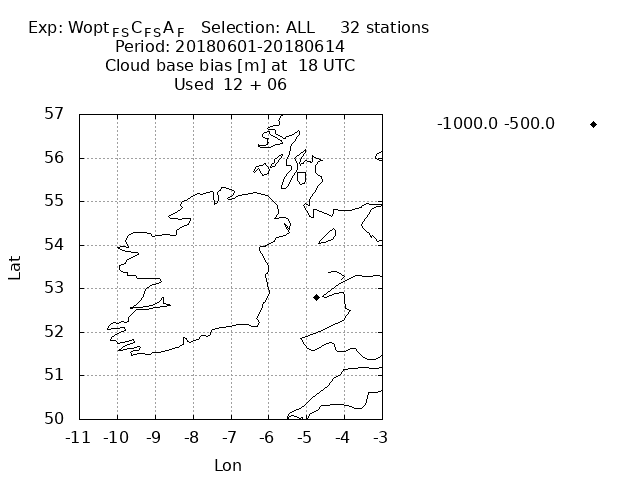 Exp: Wopt FS C FS A F Selection: ALL 32 stations
Period: 20180601-20180614
Cloud base bias [m] at 18 UTC
Used 12 + 06
-1000.0 -500.0
57
56
55
54
53
52
51
50
Lat
-11 -10 -9 -8 -7 -6 -5 -4 -3
Lon